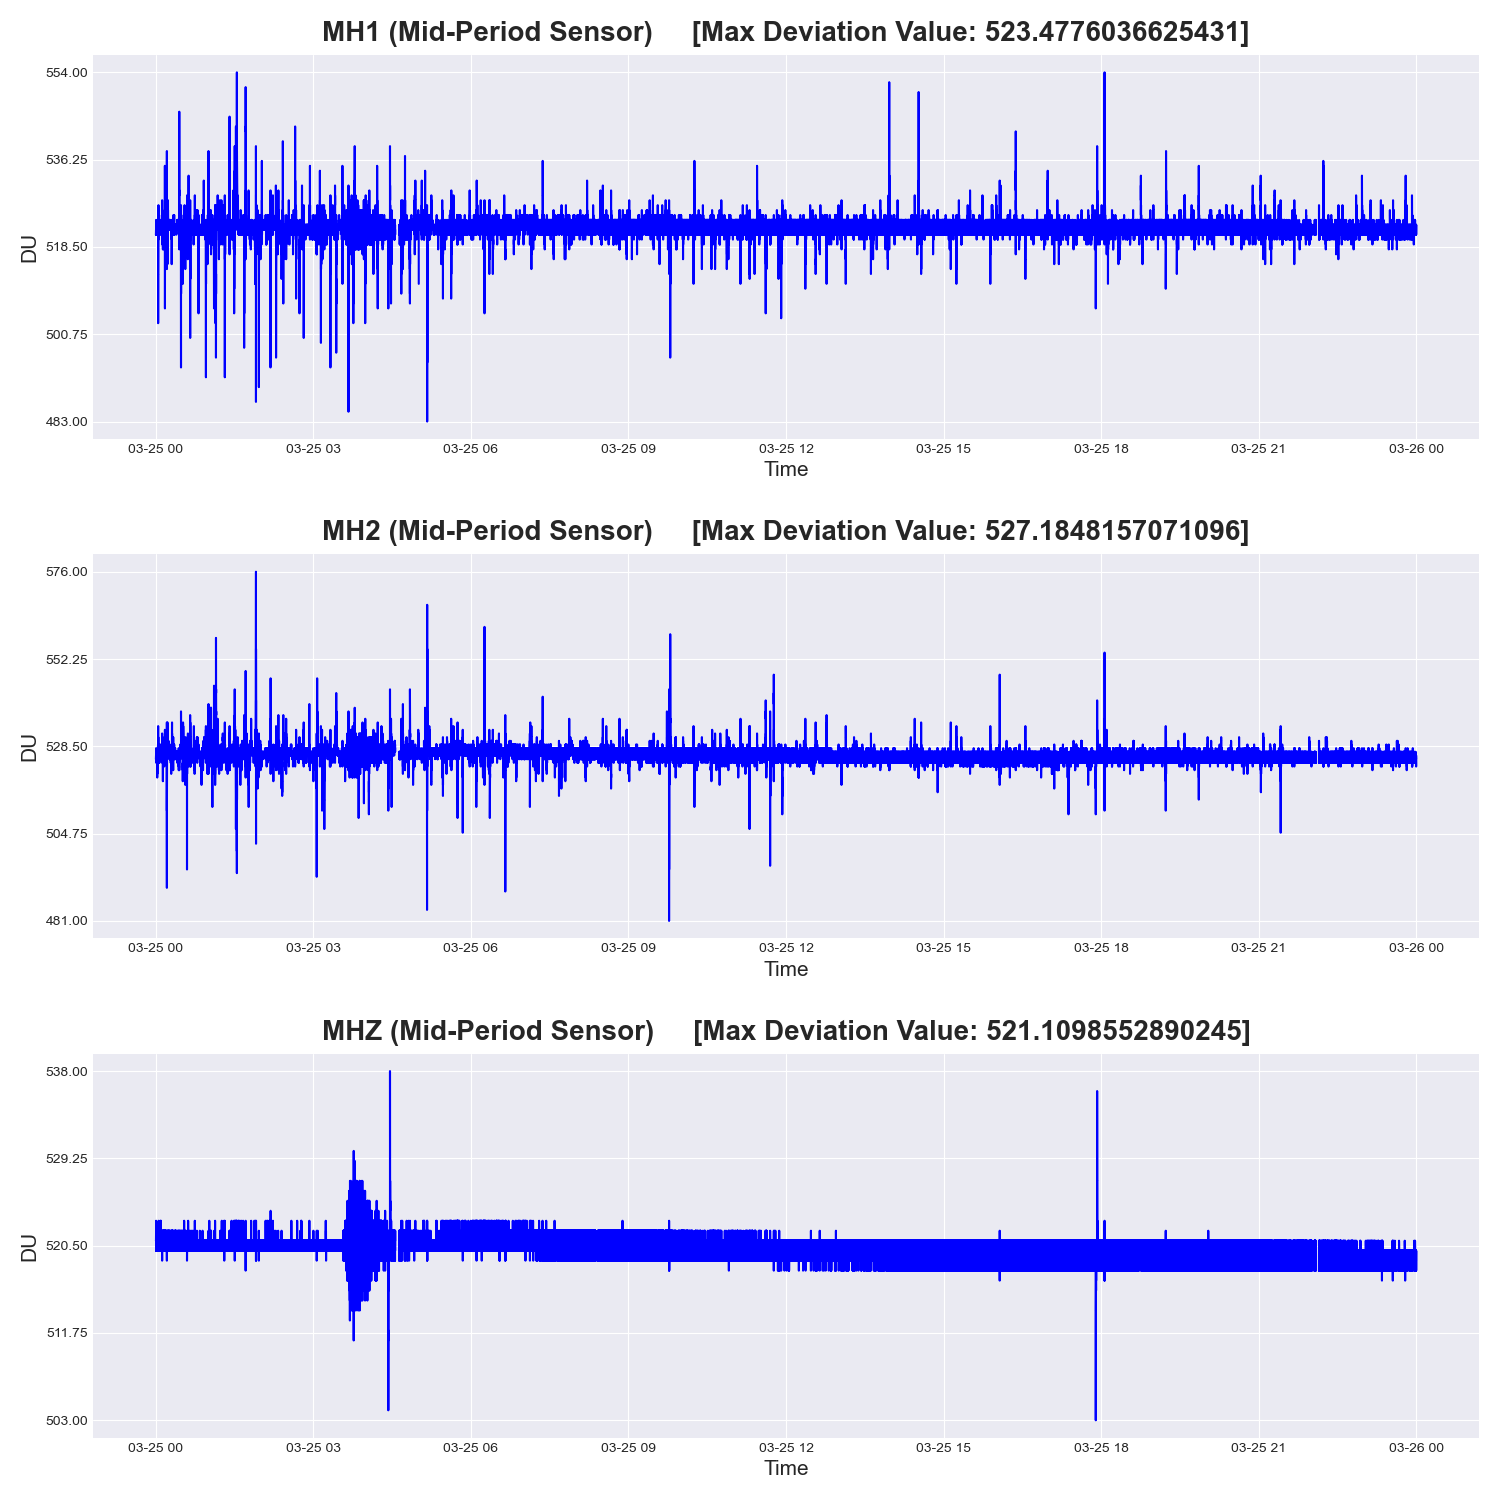 MH1 (Mid-Period Sensor) [Max Deviation Value: 523.4776036625431]
554.00
536.25
518.50
500.75
483.00
DU
03-25 00 03-25 03 03-25 06 03-25 09 03-25 12 03-25 15 03-25 18 03-25 21 03-26 00
Time
MH2 (Mid-Period Sensor) [Max Deviation Value: 527.1848157071096]
576.00
552.25
528.50
504.75
481.00
DU
03-25 00 03-25 03 03-25 06 03-25 09 03-25 12 03-25 15 03-25 18 03-25 21 03-26 00
Time
MHZ (Mid-Period Sensor) [Max Deviation Value: 521.1098552890245]
538.00
529.25
520.50
511.75
503.00
DU
03-25 00 03-25 03 03-25 06 03-25 09 03-25 12 03-25 15 03-25 18 03-25 21 03-26 00
Time